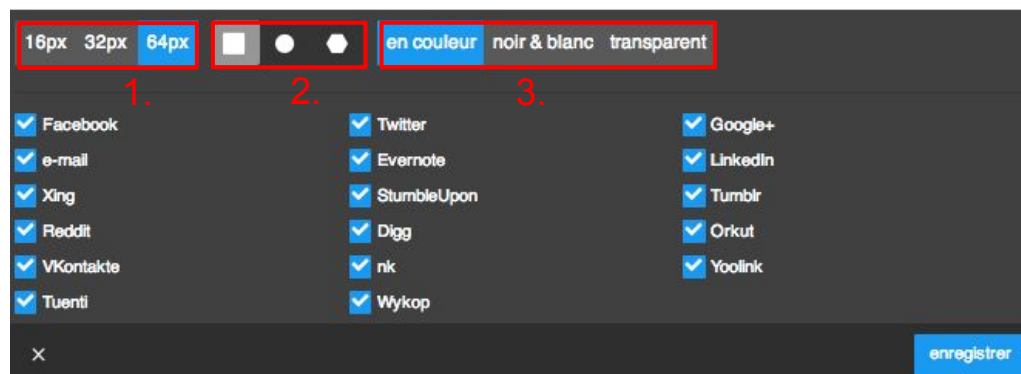 16px 32px 64px en couleur noir & blanc transparent
1. 2. 3.
Facebook Twitter Google+
e-mail Evernote LinkedIn
Xing StumbleUpon Tumblr
Reddit Digg Orkut
VKontakte nk Yoolink
Tuenti Wykop
× enregistrer